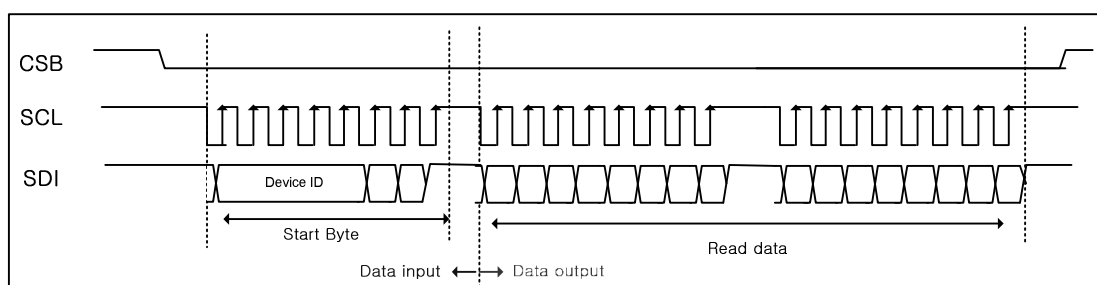 CSB
SCL
SDI
Device ID
Start Byte
Read data
Data input
Data output